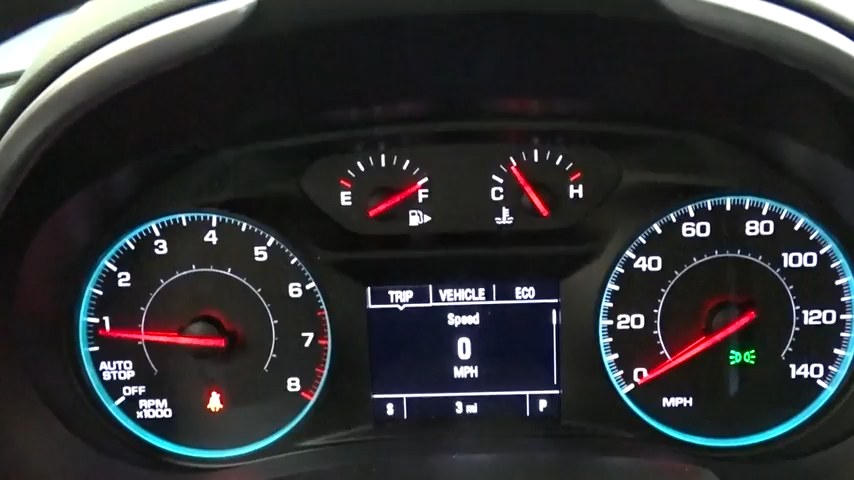 E F
C H
1 2 3 4 5 6 7 8
AUTO
STOP
OFF
RPM
x1000
TRIP VEHICLE ECO
Speed
0
MPH
S 3 mi P
0 20 40 60 80 100 120 140
MPH